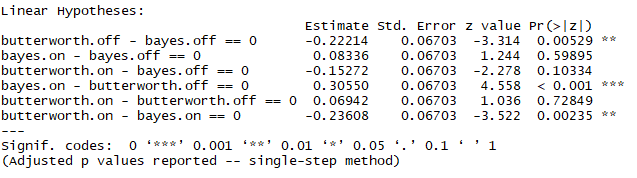 Linear Hypotheses:
Estimate Std. Error z value Pr(>|z|)
butterworth.off - bayes.off == 0 -0.22214 0.06703 -3.314 0.00529 **
bayes.on - bayes.off == 0 0.08336 0.06703 1.244 0.59895
butterworth.on - bayes.off == 0 -0.15272 0.06703 -2.278 0.10334
bayes.on - butterworth.off == 0 0.30550 0.06703 4.558 < 0.001 ***
butterworth.on - butterworth.off == 0 0.06942 0.06703 1.036 0.72849
butterworth.on - bayes.on == 0 -0.23608 0.06703 -3.522 0.00235 **
---
Signif. codes: 0 ‘***’ 0.001 ‘**’ 0.01 ‘*’ 0.05 ‘.’ 0.1 ‘ ’ 1
(Adjusted p values reported -- single-step method)